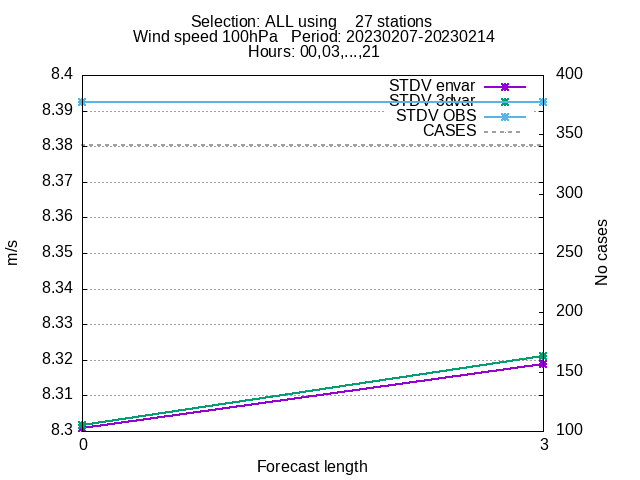 Selection: ALL using    27 stations
Wind speed 100hPa   Period: 20230207-20230214
Hours: 00,03,...,21
8.4
8.39
8.38
8.37
8.36
8.35
8.34
8.33
8.32
8.31
8.3
m/s
STDV envar
STDV 3dvar
STDV OBS
CASES
400
350
300
250
200
150
100
No cases
0
3
Forecast length